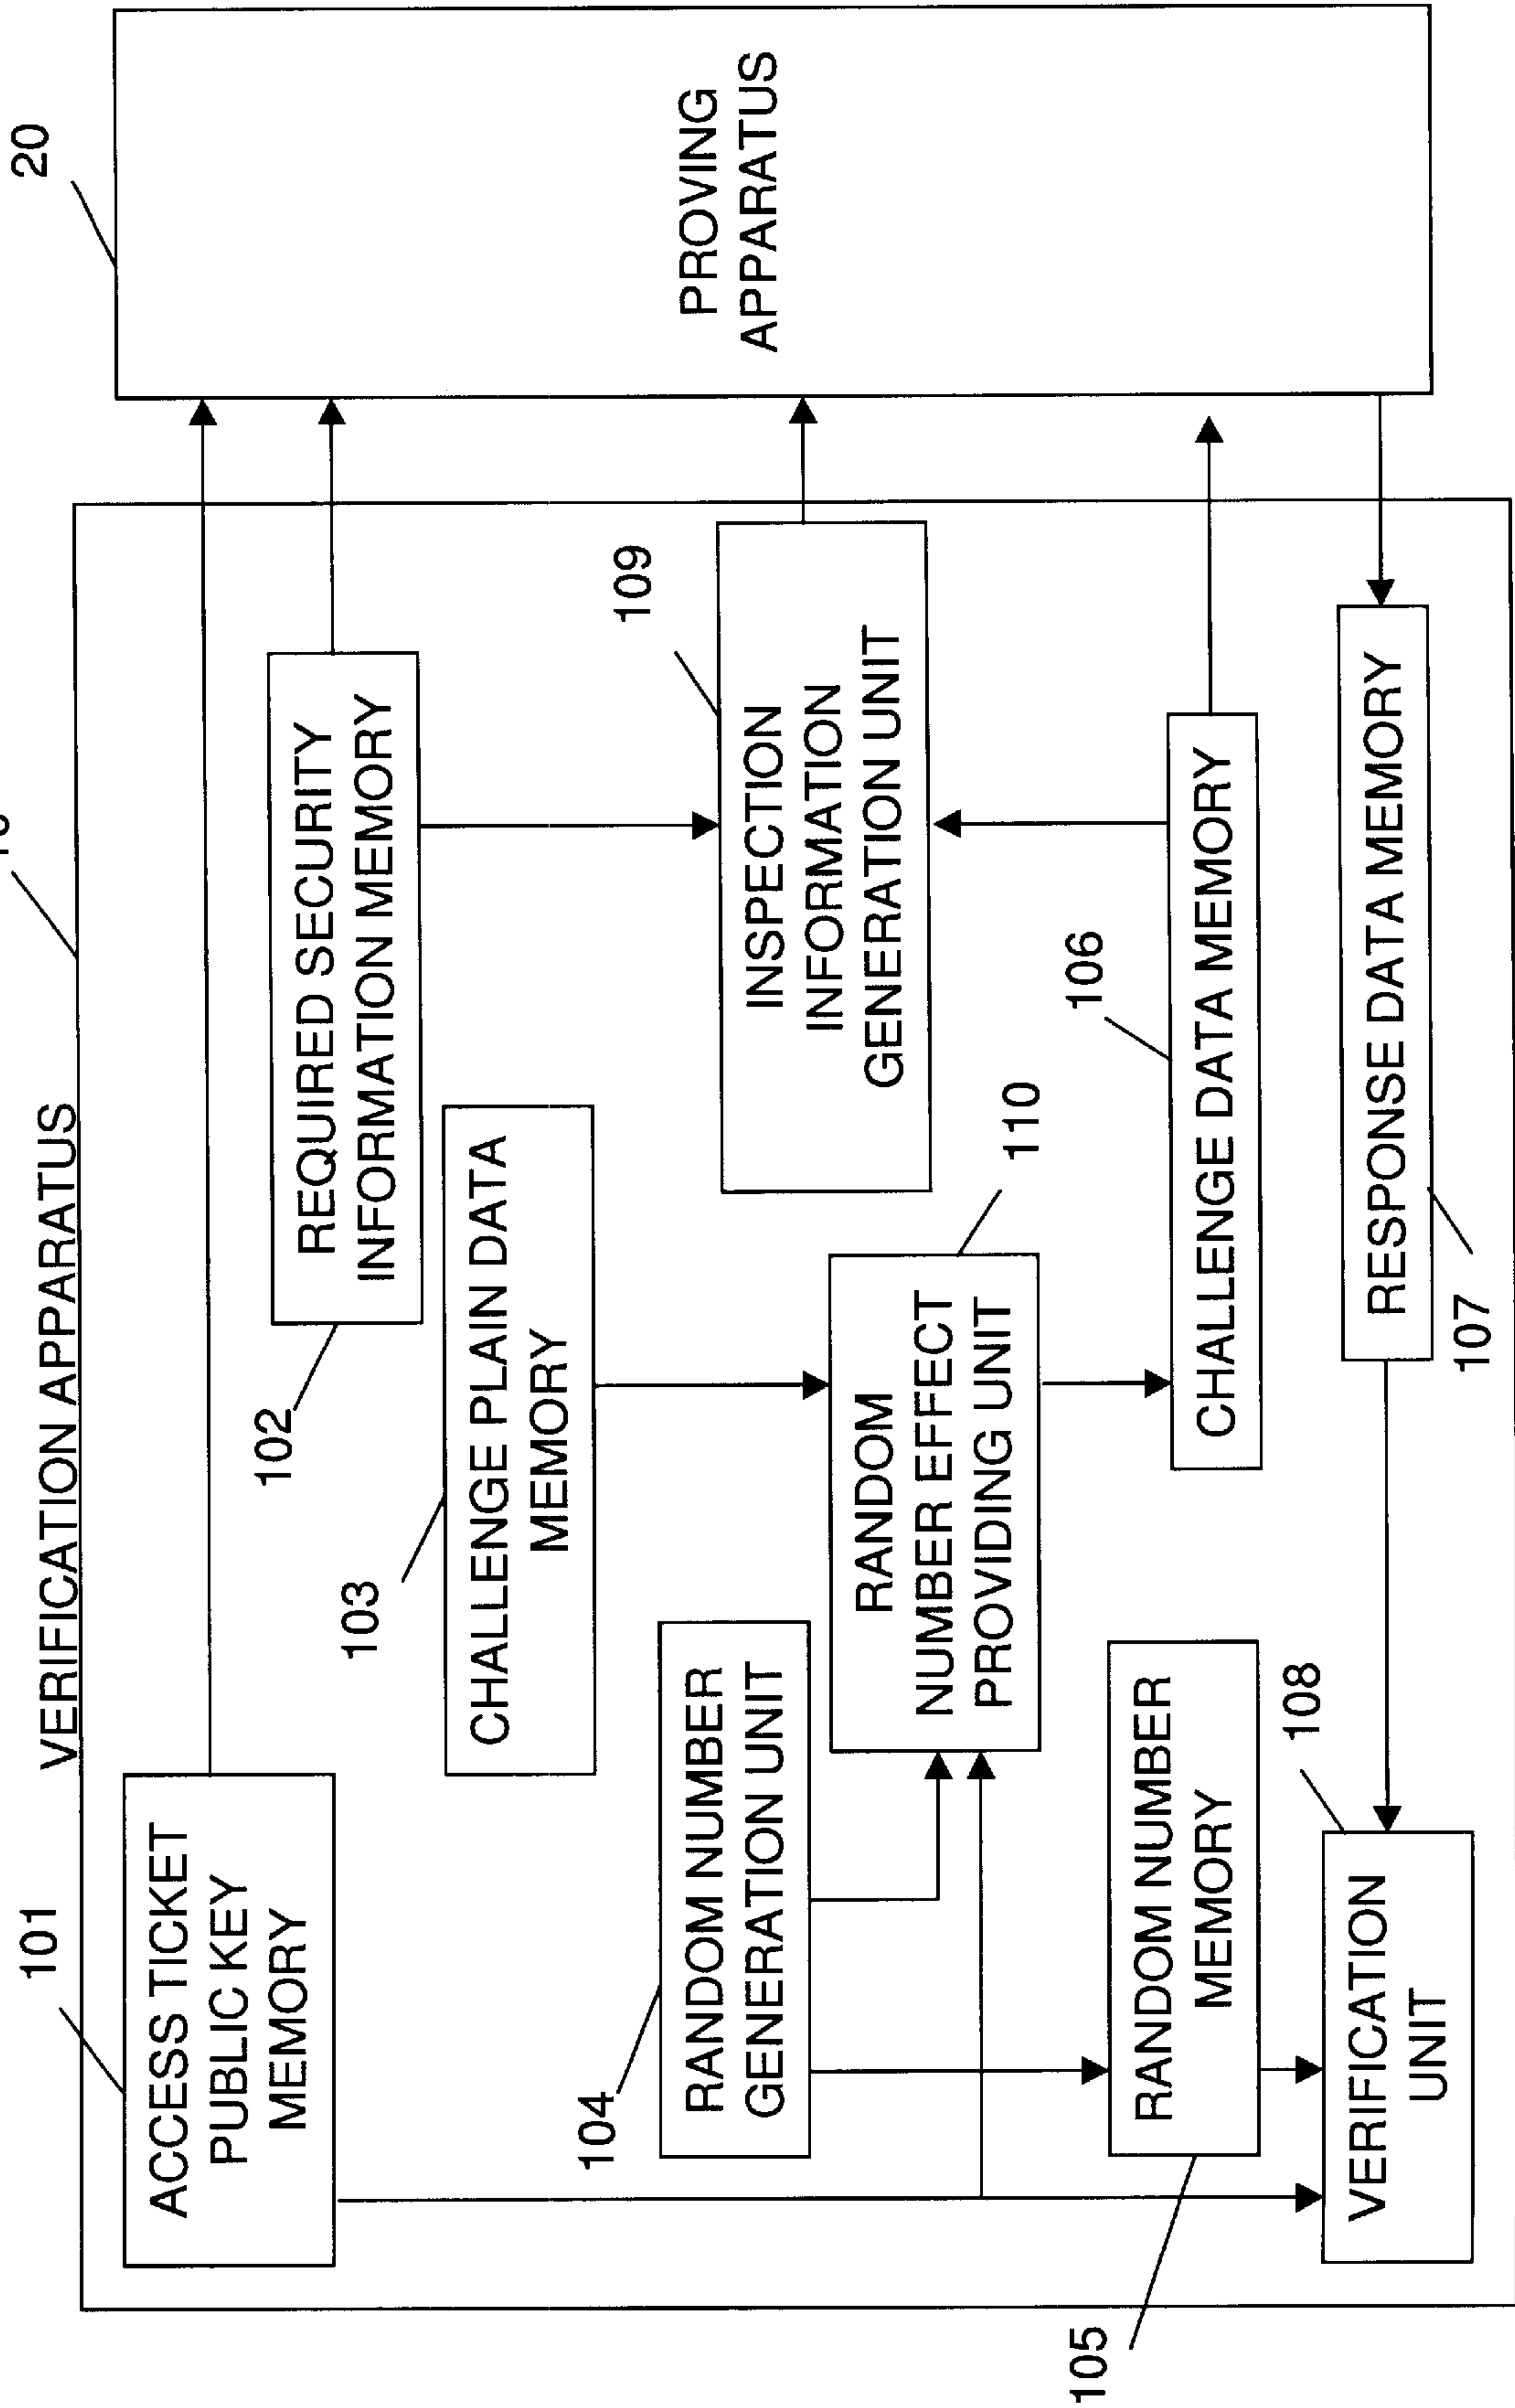 VERIFICATION APPARATUS
20
101
ACCESS TICKET
PUBLIC KEY
MEMORY
102
REQUIRED SECURITY
INFORMATION MEMORY
103
CHALLENGE PLAIN DATA
MEMORY
PROVING
APPARATUS
104
RANDOM NUMBER
GENERATION UNIT
109
INSPECTION
INFORMATION
GENERATION UNIT
110
RANDOM
NUMBER EFFECT
PROVIDING UNIT
105
RANDOM NUMBER
MEMORY
106
CHALLENGE DATA MEMORY
108
VERIFICATION
UNIT
RESPONSE DATA MEMORY
107